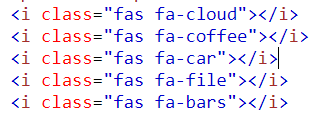 <i class="fas fa-cloud"></i>
<i class="fas fa-coffee"></i>
<i class="fas fa-car"></i>
<i class="fas fa-file"></i>
<i class="fas fa-bars"></i>